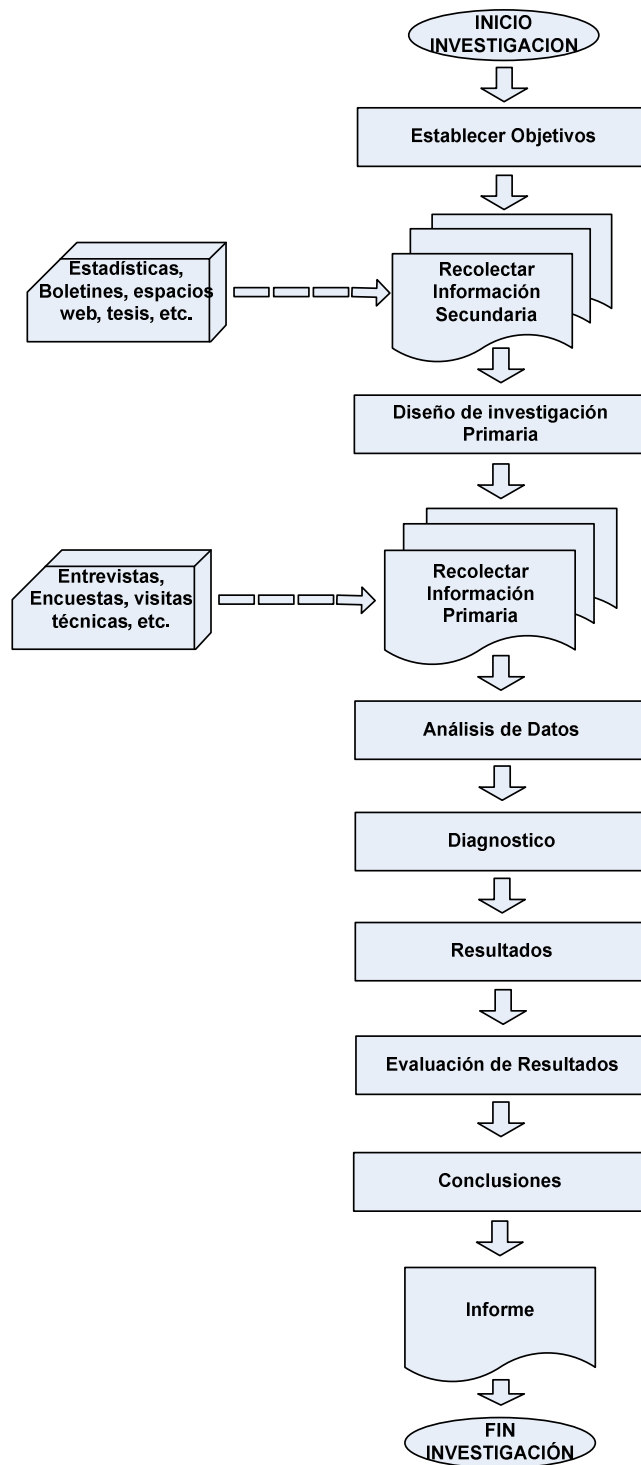 INICIO
INVESTIGACION
Establecer Objetivos
Estadísticas,
Boletines, espacios
web, tesis, etc.
Recolectar
Información
Secundaria
Diseño de investigación
Primaria
Entrevistas,
Encuestas, visitas
técnicas, etc.
Recolectar
Información
Primaria
Análisis de Datos
Diagnostico
Resultados
Evaluación de Resultados
Conclusiones
Informe
FIN
INVESTIGACIÓN